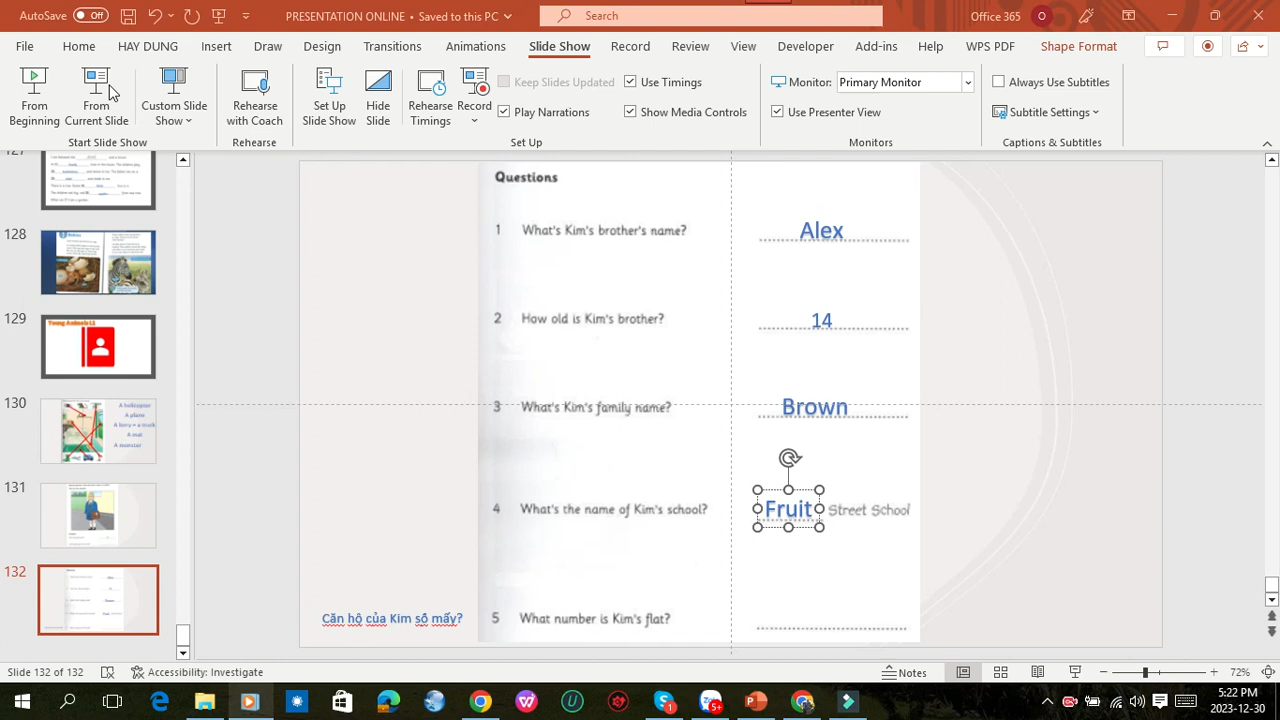 AutoSave Off
PRESENTATION ONLINE - Saved to this PC
Search
Office 365
O
File Home HAY DUNG Insert Draw Design Transitions Animations Slide Show Record Review View Developer Add-ins Help WPS PDF Shape Format
From Beginning
From Current Slide
Custom Slide Show
Rehearse with Coach
Set Up Slide Show
Hide Slide
Rehearse Timings
Record
Keep Slides Updated
Play Narrations
Use Timings
Show Media Controls
Monitor: Primary Monitor
Use Presenter View
Always Use Subtitles
Subtitle Settings
Start Slide Show
Rehearse
Set Up
Monitors
Captions & Subtitles
127
128
129
Young Animals L1
130
A helicopter
A plane
A lorry = a truck
A mat
A monster
131
132
Questions
1 What's Kim's brother's name? Alex
2 How old is Kim's brother? 14
3 What's Kim's family name? Brown
4 What's the name of Kim's school? Fruit Street School
Căn hộ của Kim số mấy?
5 What number is Kim's flat?
Slide 132 of 132
Accessibility: Investigate
Notes
72%
1
5+
5:22 PM
2023-12-30